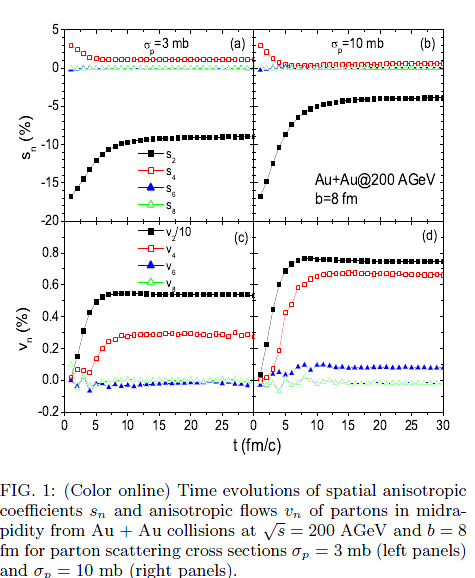 5
0
-5
-10
-15
-20
s_n (%)
σ_p=3 mb (a)
s_2
s_4
s_6
s_8
σ_p=10 mb (b)
Au+Au@200 AGeV
b=8 fm
0.8
0.6
0.4
0.2
0.0
-0.2
v_n (%)
v_2/10 (c)
v_4
v_6
v_8
(d)
0 5 10 15 20 25 0 5 10 15 20 25 30
t (fm/c)
FIG. 1: (Color online) Time evolutions of spatial anisotropic
coefficients s_n and anisotropic flows v_n of partons in midra-
pidity from Au + Au collisions at √s = 200 AGeV and b = 8
fm for parton scattering cross sections σ_p = 3 mb (left panels)
and σ_p = 10 mb (right panels).